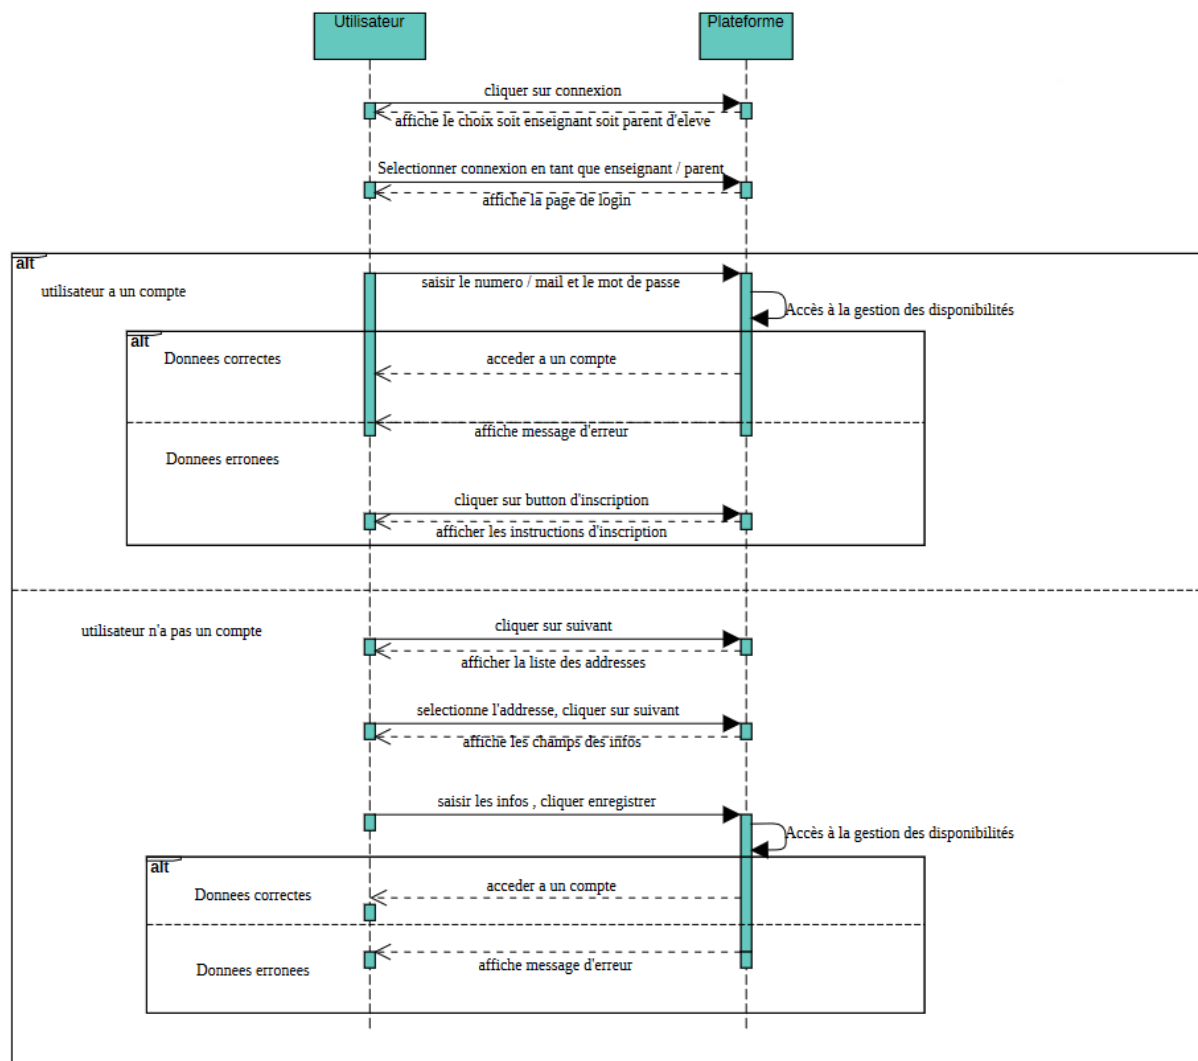 Utilisateur
Plateforme
cliquer sur connexion
affiche le choix soit enseignant soit parent d'eleve
Selectionner connexion en tant que enseignant / parent
affiche la page de login
alt
saisir le numero / mail et le mot de passe
utilisateur a un compte
Accès à la gestion des disponibilités
alt
Donnees correctes
acceder a un compte
affiche message d'erreur
Donnees erronees
cliquer sur button d'inscription
afficher les instructions d'inscription
utilisateur n'a pas un compte
cliquer sur suivant
afficher la liste des addresses
selectionne l'addresse, cliquer sur suivant
affiche les champs des infos
saisir les infos , cliquer enregistrer
Accès à la gestion des disponibilités
alt
acceder a un compte
Donnees correctes
affiche message d'erreur
Donnees erronees